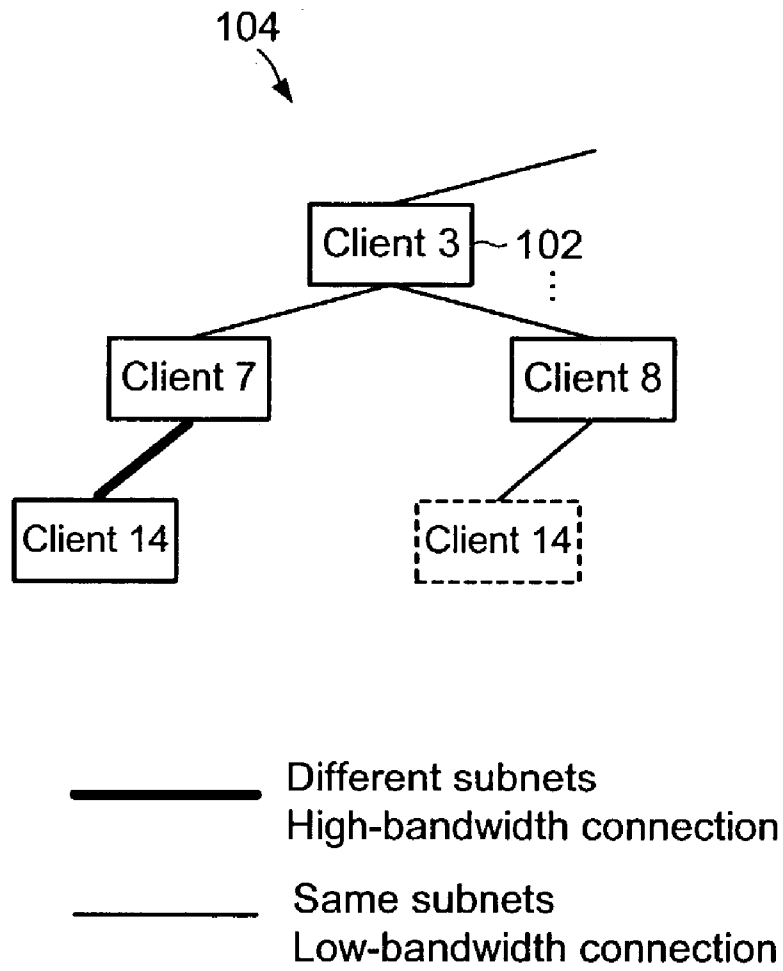 104
Client 3
102
Client 7
Client 8
Client 14
Client 14
Different subnets
High-bandwidth connection
Same subnets
Low-bandwidth connection